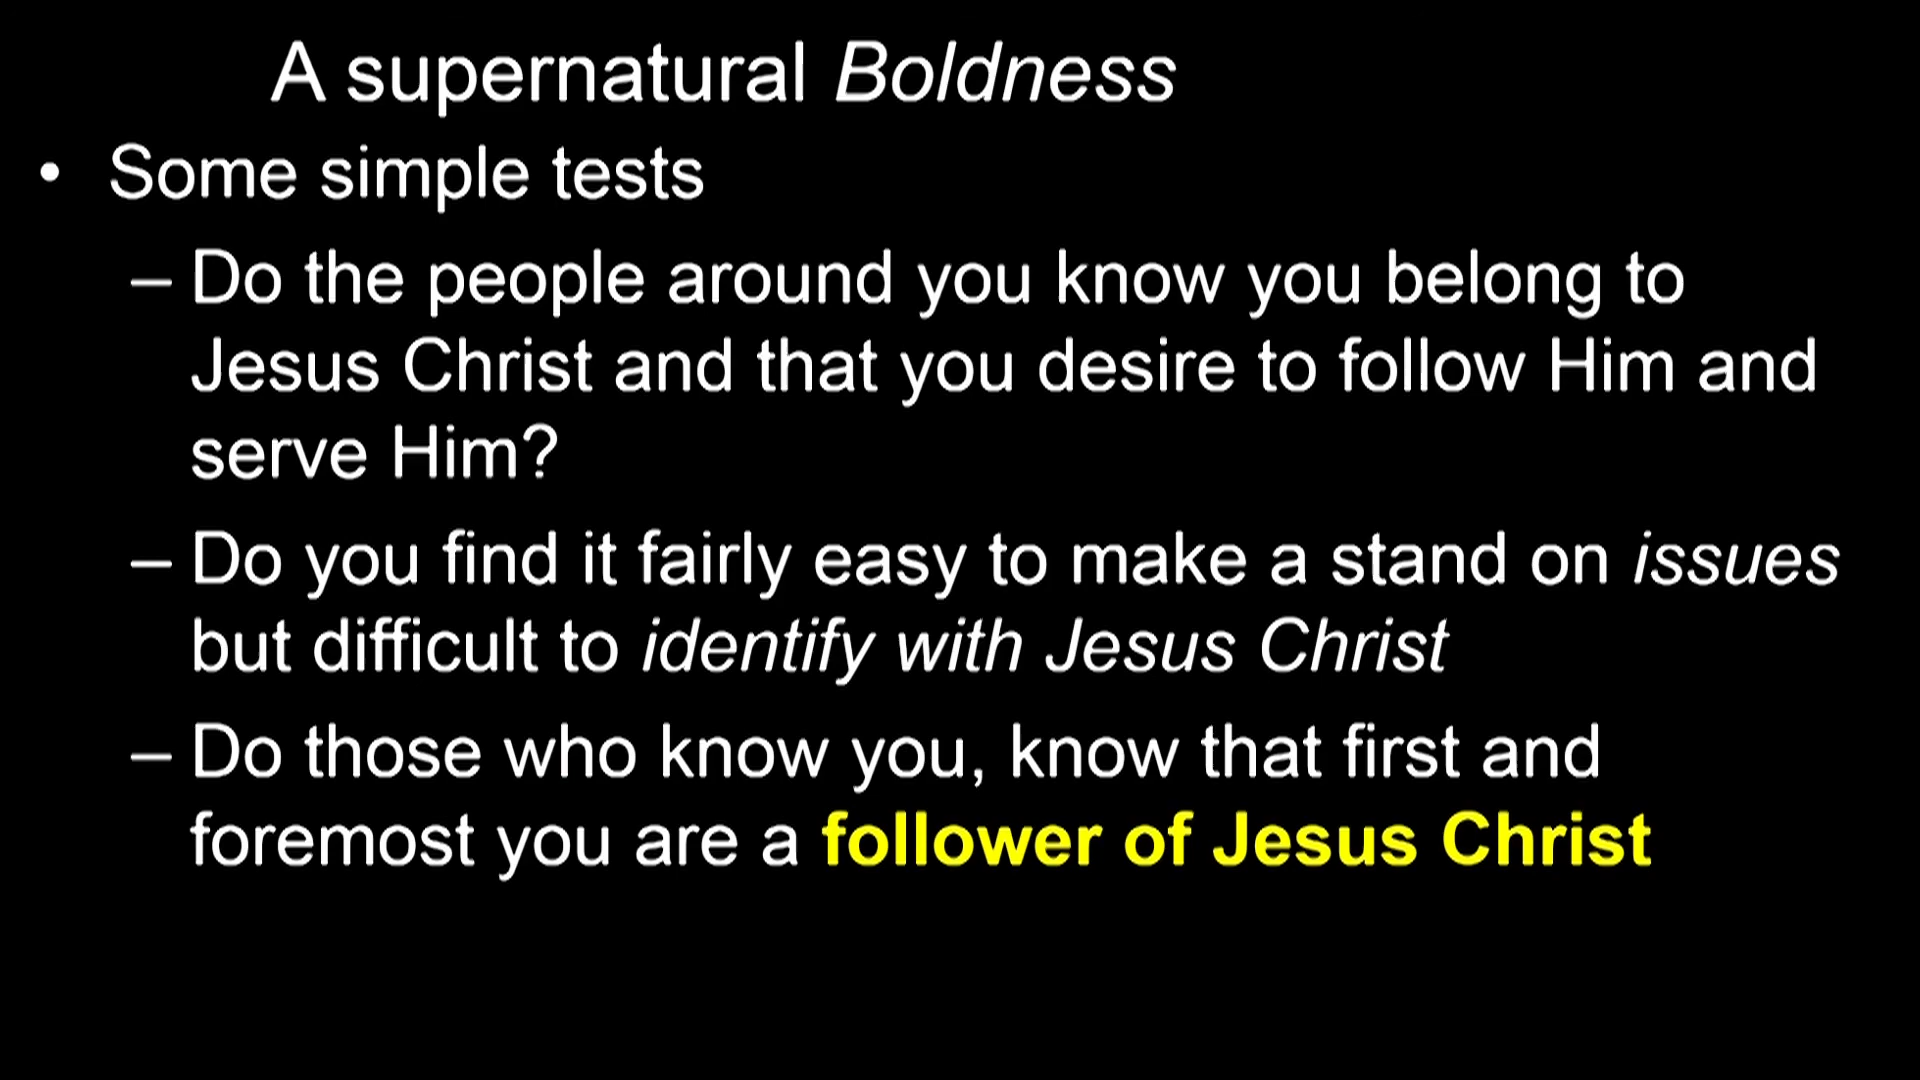 A supernatural Boldness
• Some simple tests
– Do the people around you know you belong to
Jesus Christ and that you desire to follow Him and
serve Him?
– Do you find it fairly easy to make a stand on issues
but difficult to identify with Jesus Christ
– Do those who know you, know that first and
foremost you are a follower of Jesus Christ